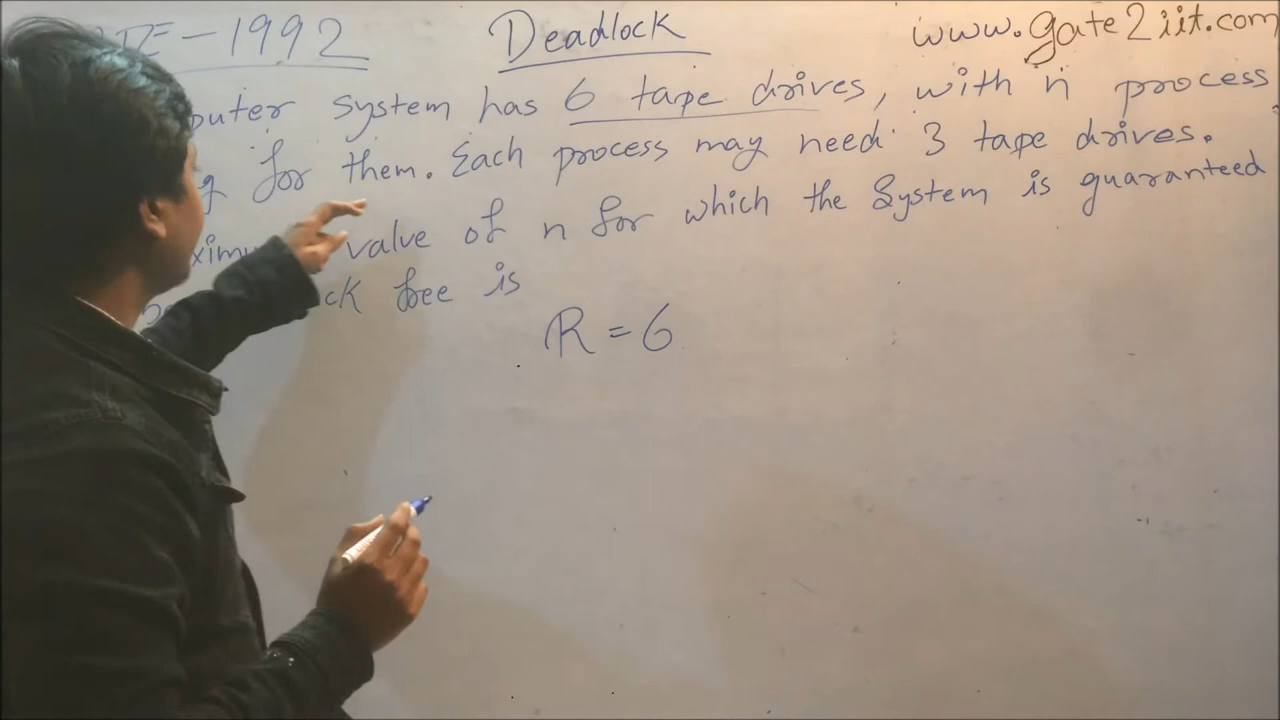 E-1992 Deadlock www.gate2iit.com
puter system has 6 tape drives, with n process
g for them. Each process may need 3 tape drives.
ximu value of n for which the System is guaranteed
ck free is
R = 6